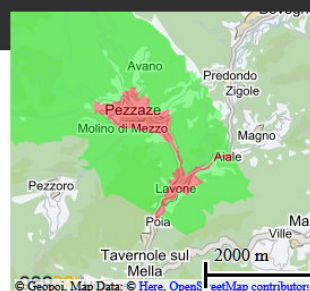 Avano
Predondo
Zigole
Pezzaze
Molino di Mezzo
Magno
Aiale
Pezzoro
Lavone
Poia
Ma
Ville
Tavernole sul
Mella
2000 m
© Geopoi, Map Data: © Here, OpenStreetMap contributors